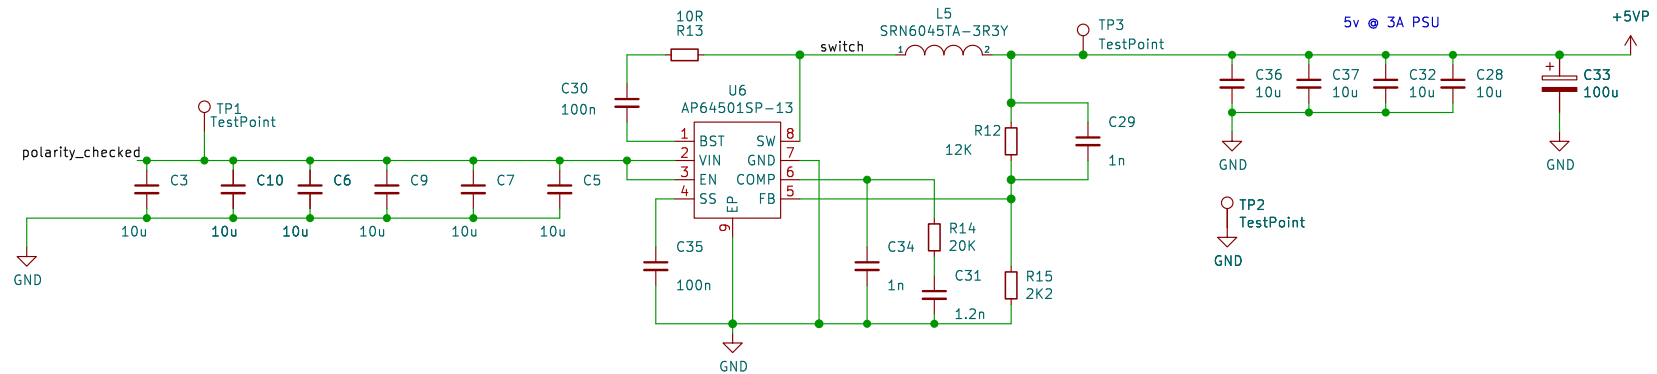 10R
R13
L5
SRN6045TA-3R3Y
switch
1
2
TP3
TestPoint
5v @ 3A PSU
+5VP
C30
100n
U6
AP64501SP-13
C36
10u
C37
10u
C32
10u
C28
10u
+
C33
100u
TP1
TestPoint
polarity_checked
1
BST
2
VIN
3
EN
4
SS
SW
8
GND
7
COMP
6
FB
5
EP
9
R12
12K
C29
1n
GND
GND
C3
10u
C10
10u
C6
10u
C9
10u
C7
10u
C5
10u
GND
TP2
TestPoint
GND
C35
100n
C34
1n
R14
20K
C31
1.2n
R15
2K2
GND